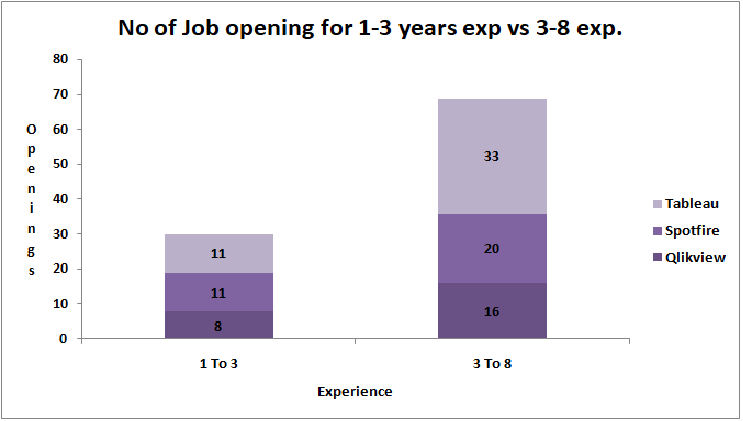 No of Job opening for 1-3 years exp vs 3-8 exp.
Openings
80
70
60
50
40
30
20
10
0
11
11
8
33
20
16
1 To 3
3 To 8
Experience
Tableau
Spotfire
Qlikview